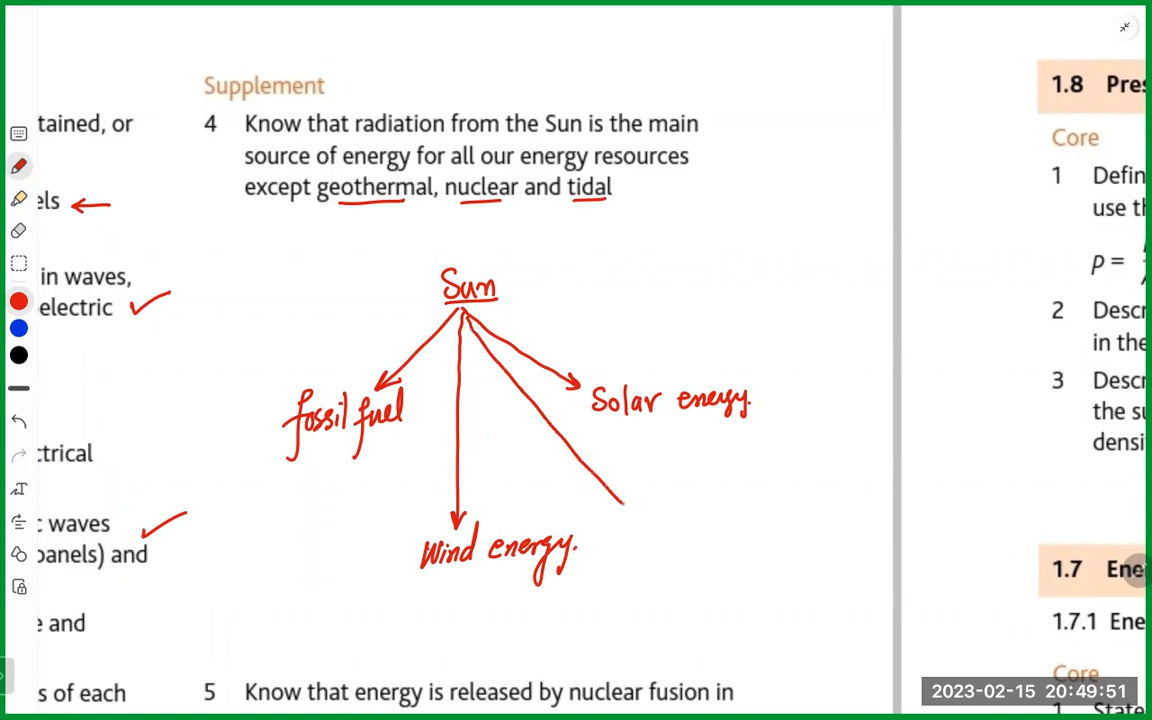 Supplement
tained, or
4 Know that radiation from the Sun is the main
source of energy for all our energy resources
except geothermal, nuclear and tidal
els
in waves,
electric
Sun
fossil fuel
Solar energy.
Wind energy.
ctrical
waves
panels) and
e and
s of each
5 Know that energy is released by nuclear fusion in
1.8 Pres
Core
1 Defin
use th
p =
2 Descr
in the
3 Descr
the su
densi
1.7 Ene
1.7.1 Ene
Core
1 State
2023-02-15 20:49:51